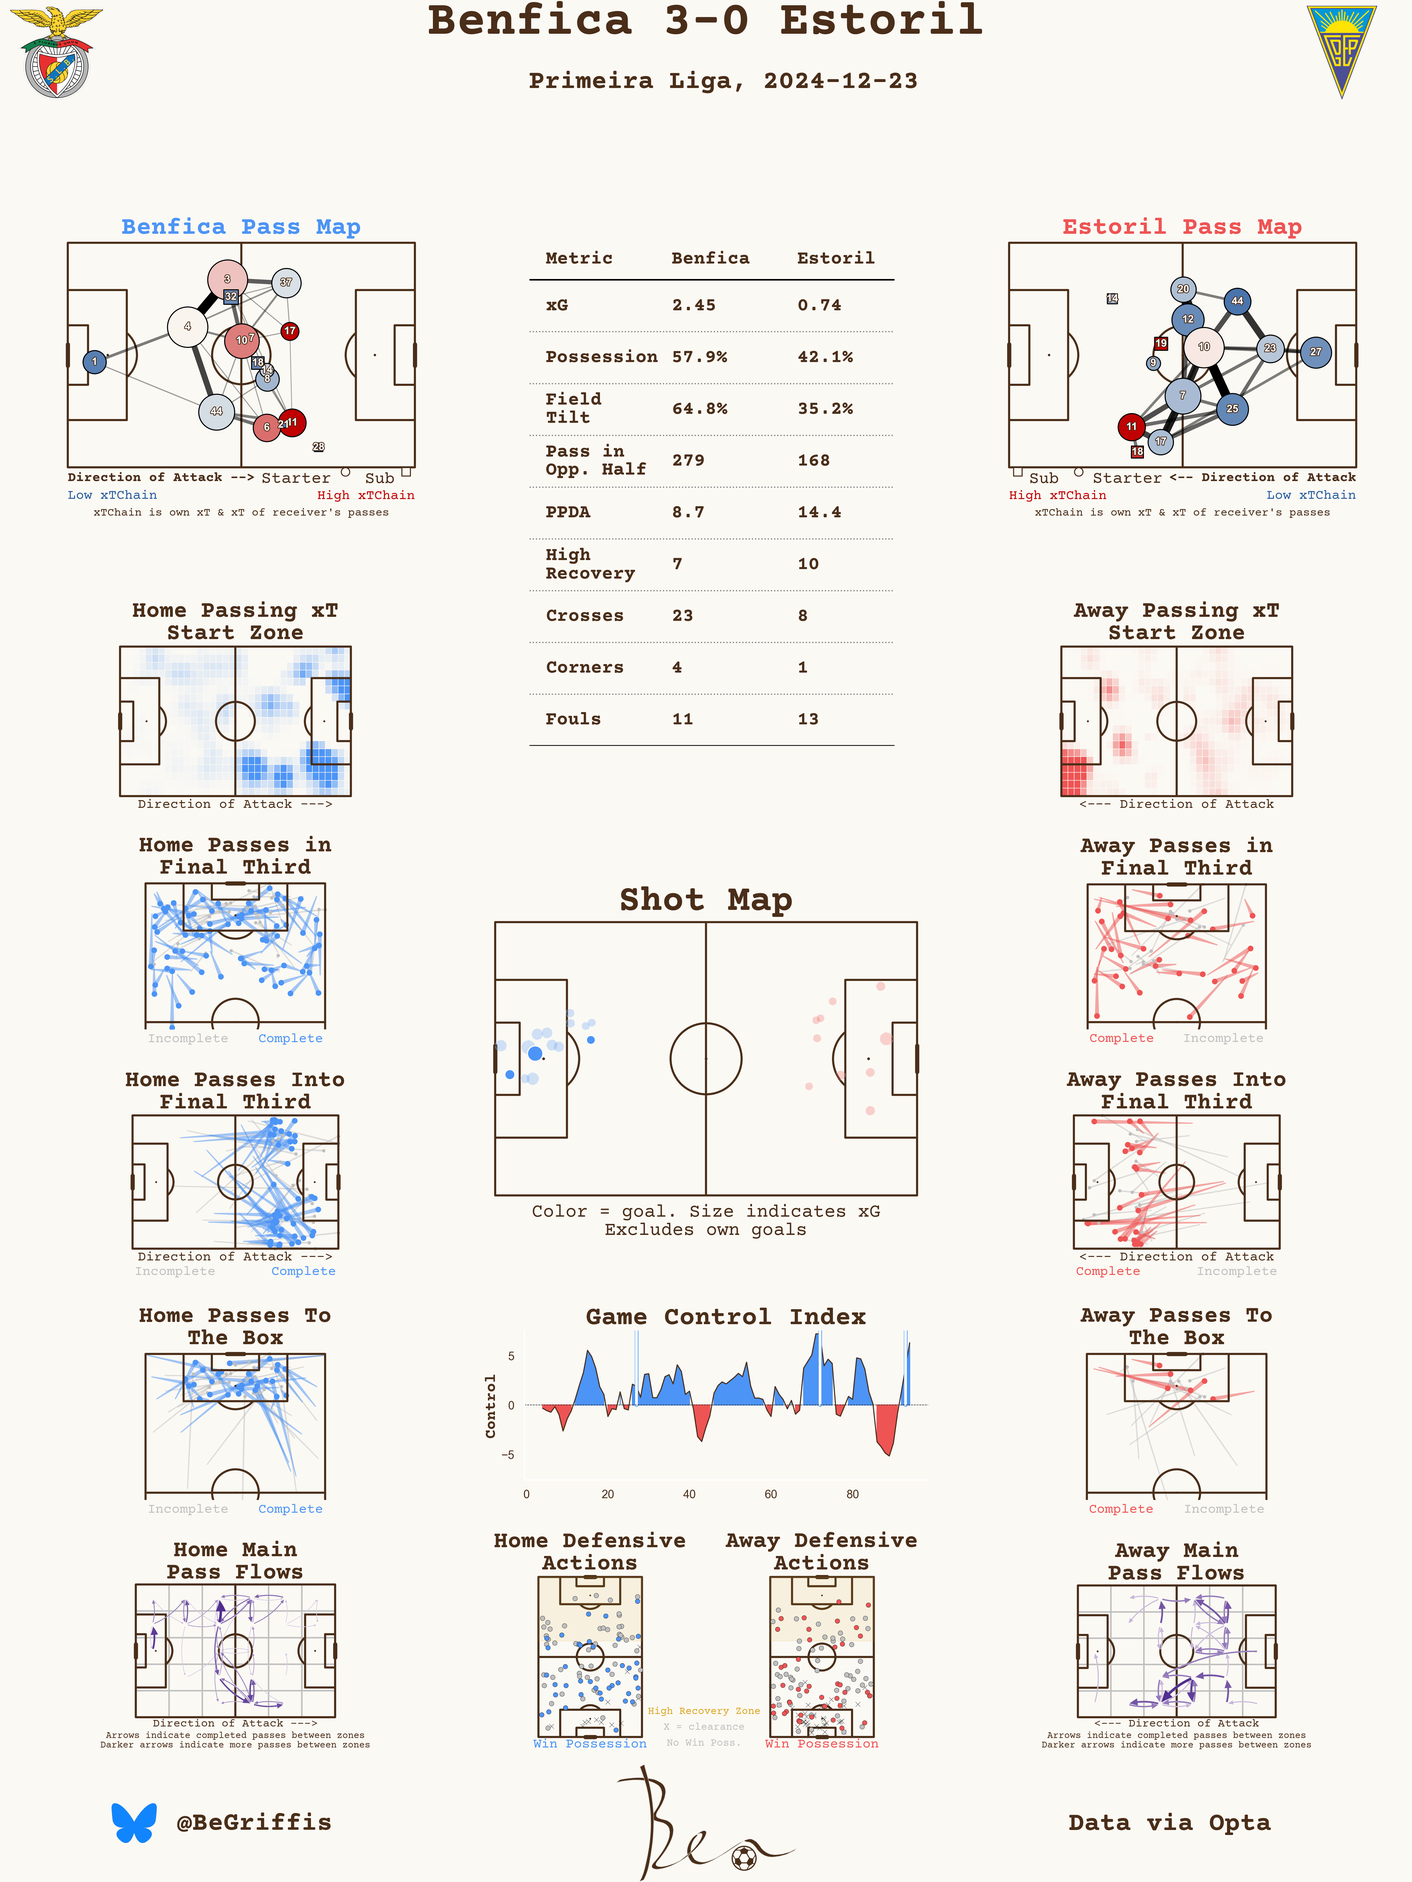 Benfica 3-0 Estoril
Primeira Liga, 2024-12-23
Benfica Pass Map
3
37
32
4
10
7
17
1
18
14
8
44
6
21
11
28
Direction of Attack --> Starter Sub
Low xTChain High xTChain
xTChain is own xT & xT of receiver's passes
Metric Benfica Estoril
xG 2.45 0.74
Possession 57.9% 42.1%
Field
Tilt 64.8% 35.2%
Pass in
Opp. Half 279 168
PPDA 8.7 14.4
High
Recovery 7 10
Crosses 23 8
Corners 4 1
Fouls 11 13
Estoril Pass Map
20
14
44
12
19
10
23
27
9
7
25
11
17
18
Sub Starter <-- Direction of Attack
High xTChain Low xTChain
xTChain is own xT & xT of receiver's passes
Home Passing xT
Start Zone
Direction of Attack --->
Away Passing xT
Start Zone
<--- Direction of Attack
Home Passes in
Final Third
Incomplete Complete
Away Passes in
Final Third
Complete Incomplete
Shot Map
Color = goal. Size indicates xG
Excludes own goals
Home Passes Into
Final Third
Direction of Attack --->
Incomplete Complete
Away Passes Into
Final Third
<--- Direction of Attack
Complete Incomplete
Home Passes To
The Box
Incomplete Complete
Game Control Index
Control
5
0
−5
0 20 40 60 80
Away Passes To
The Box
Complete Incomplete
Home Main
Pass Flows
Direction of Attack --->
Arrows indicate completed passes between zones
Darker arrows indicate more passes between zones
Home Defensive
Actions
Win Possession
High Recovery Zone
X = clearance
No Win Poss.
Away Defensive
Actions
Win Possession
Away Main
Pass Flows
<--- Direction of Attack
Arrows indicate completed passes between zones
Darker arrows indicate more passes between zones
@BeGriffis
Ben
Data via Opta